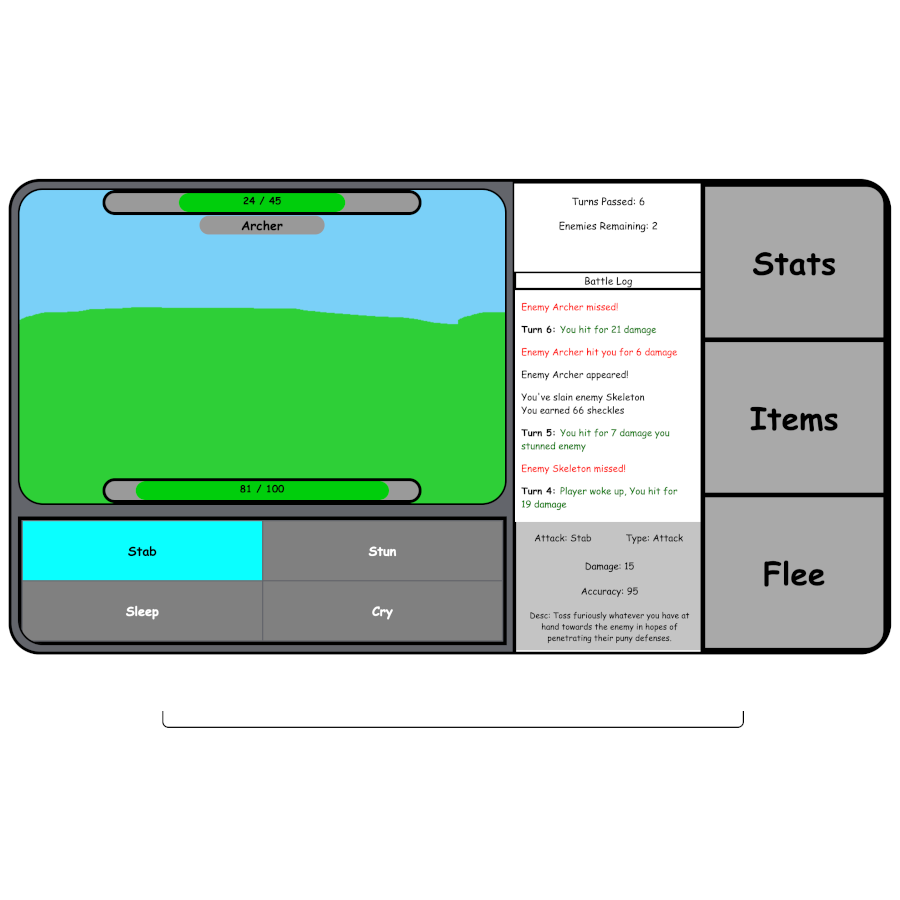 24 / 45
Archer
81 / 100
Stab
Stun
Sleep
Cry
Turns Passed: 6
Enemies Remaining: 2
Battle Log
Enemy Archer missed!
Turn 6: You hit for 21 damage
Enemy Archer hit you for 6 damage
Enemy Archer appeared!
You've slain enemy Skeleton
You earned 66 sheckles
Turn 5: You hit for 7 damage you
stunned enemy
Enemy Skeleton missed!
Turn 4: Player woke up, You hit for
19 damage
Attack: Stab Type: Attack
Damage: 15
Accuracy: 95
Desc: Toss furiously whatever you have at
hand towards the enemy in hopes of
penetrating their puny defenses.
Stats
Items
Flee